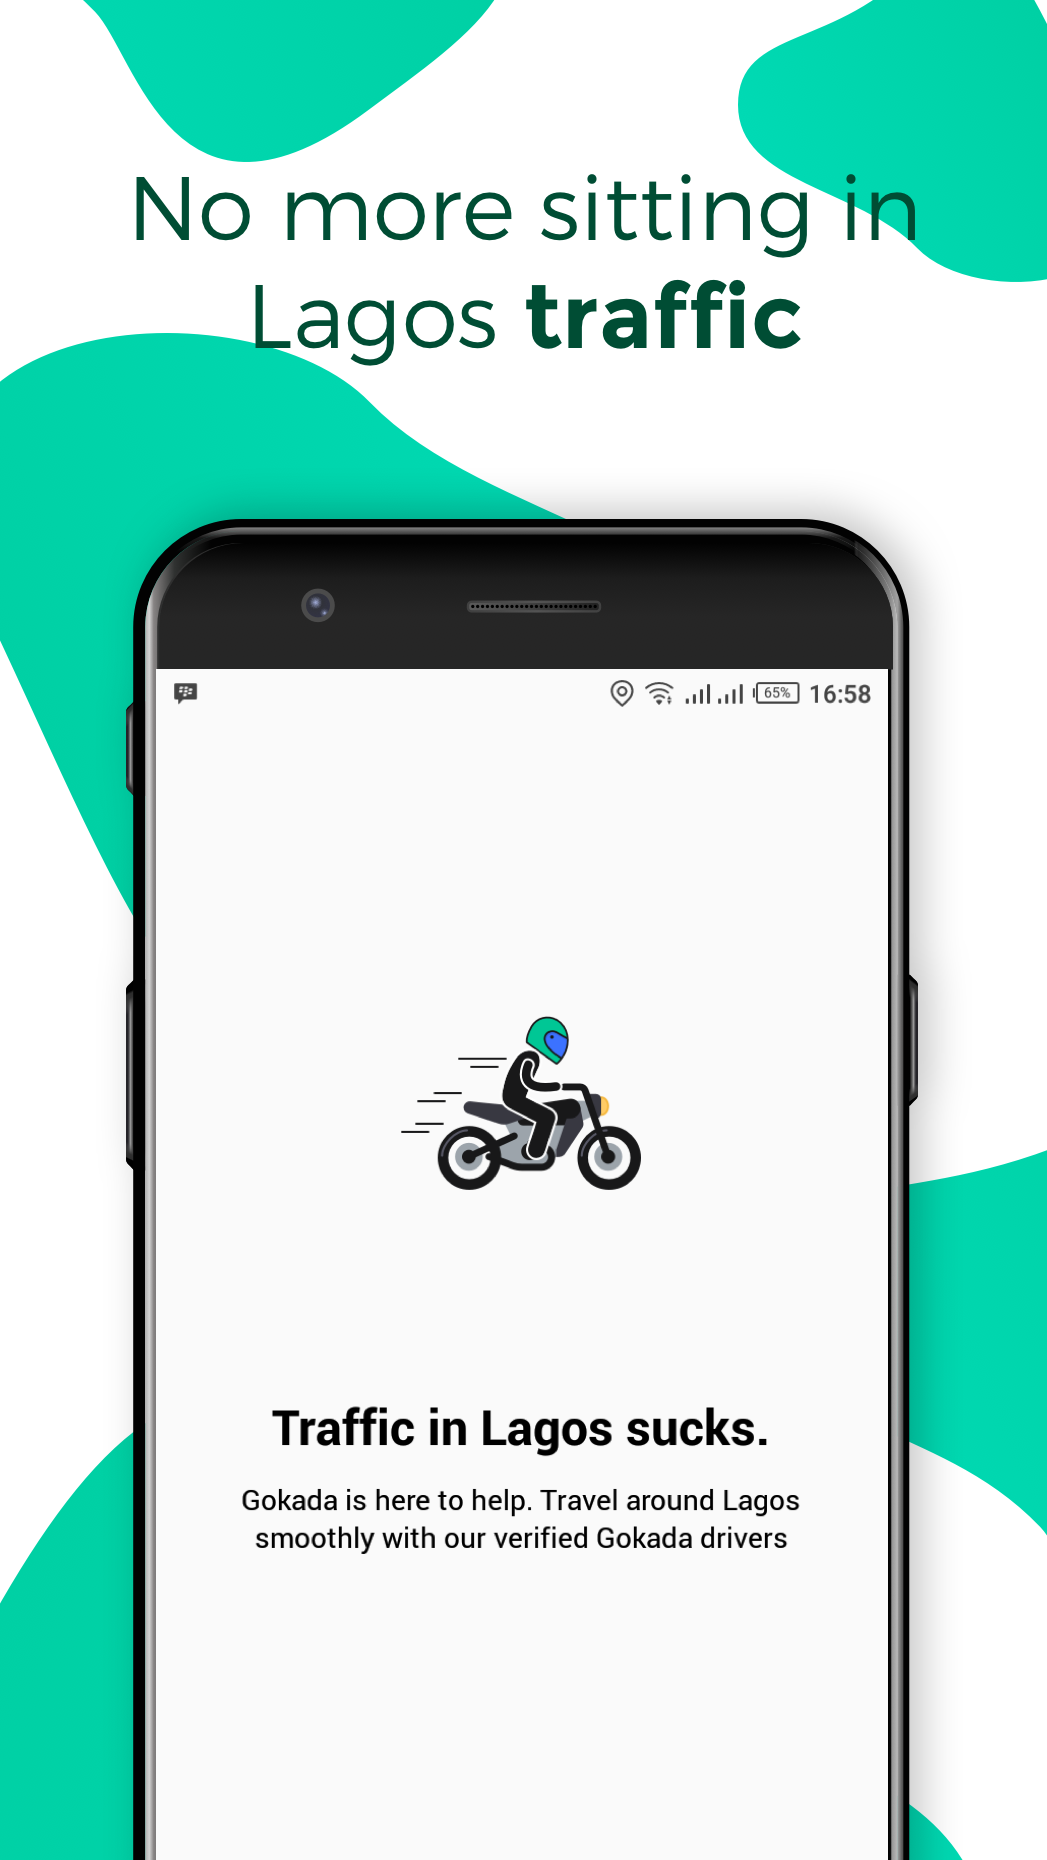 No more sitting in
Lagos traffic
65% 16:58
Traffic in Lagos sucks.
Gokada is here to help. Travel around Lagos
smoothly with our verified Gokada drivers